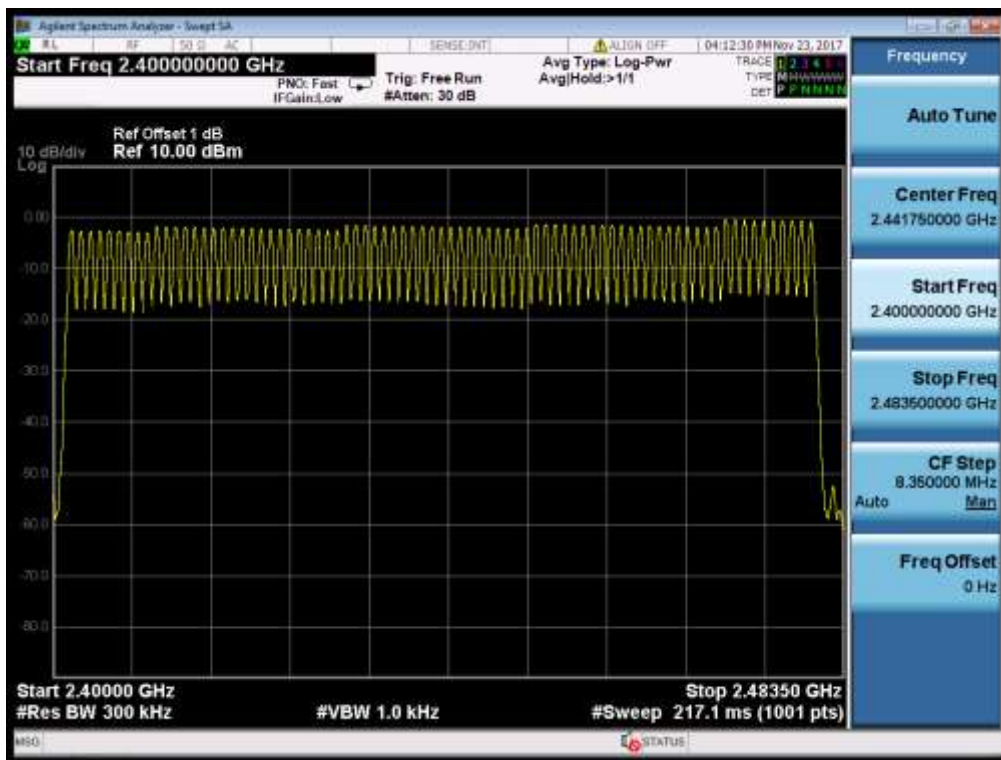 Agilent Spectrum Analyzer - Swept SA
RL RF 50 Ω AC SENSE:INT ALIGN OFF 04:12:30 PM Nov 23, 2017
Start Freq 2.400000000 GHz
PNO: Fast
IFGain:Low
Trig: Free Run
#Atten: 30 dB
Avg Type: Log-Pwr
Avg|Hold:>1/1
TRACE 1 2 3 4 5 6
TYPE M
DET P P N N N N
Ref Offset 1 dB
10 dB/div Ref 10.00 dBm
Log
0.00
-10.0
-20.0
-30.0
-40.0
-50.0
-60.0
-70.0
-80.0
Start 2.40000 GHz Stop 2.48350 GHz
#Res BW 300 kHz #VBW 1.0 kHz #Sweep 217.1 ms (1001 pts)
MSG STATUS
Frequency
Auto Tune
Center Freq
2.441750000 GHz
Start Freq
2.400000000 GHz
Stop Freq
2.483500000 GHz
CF Step
8.350000 MHz
Auto Man
Freq Offset
0 Hz